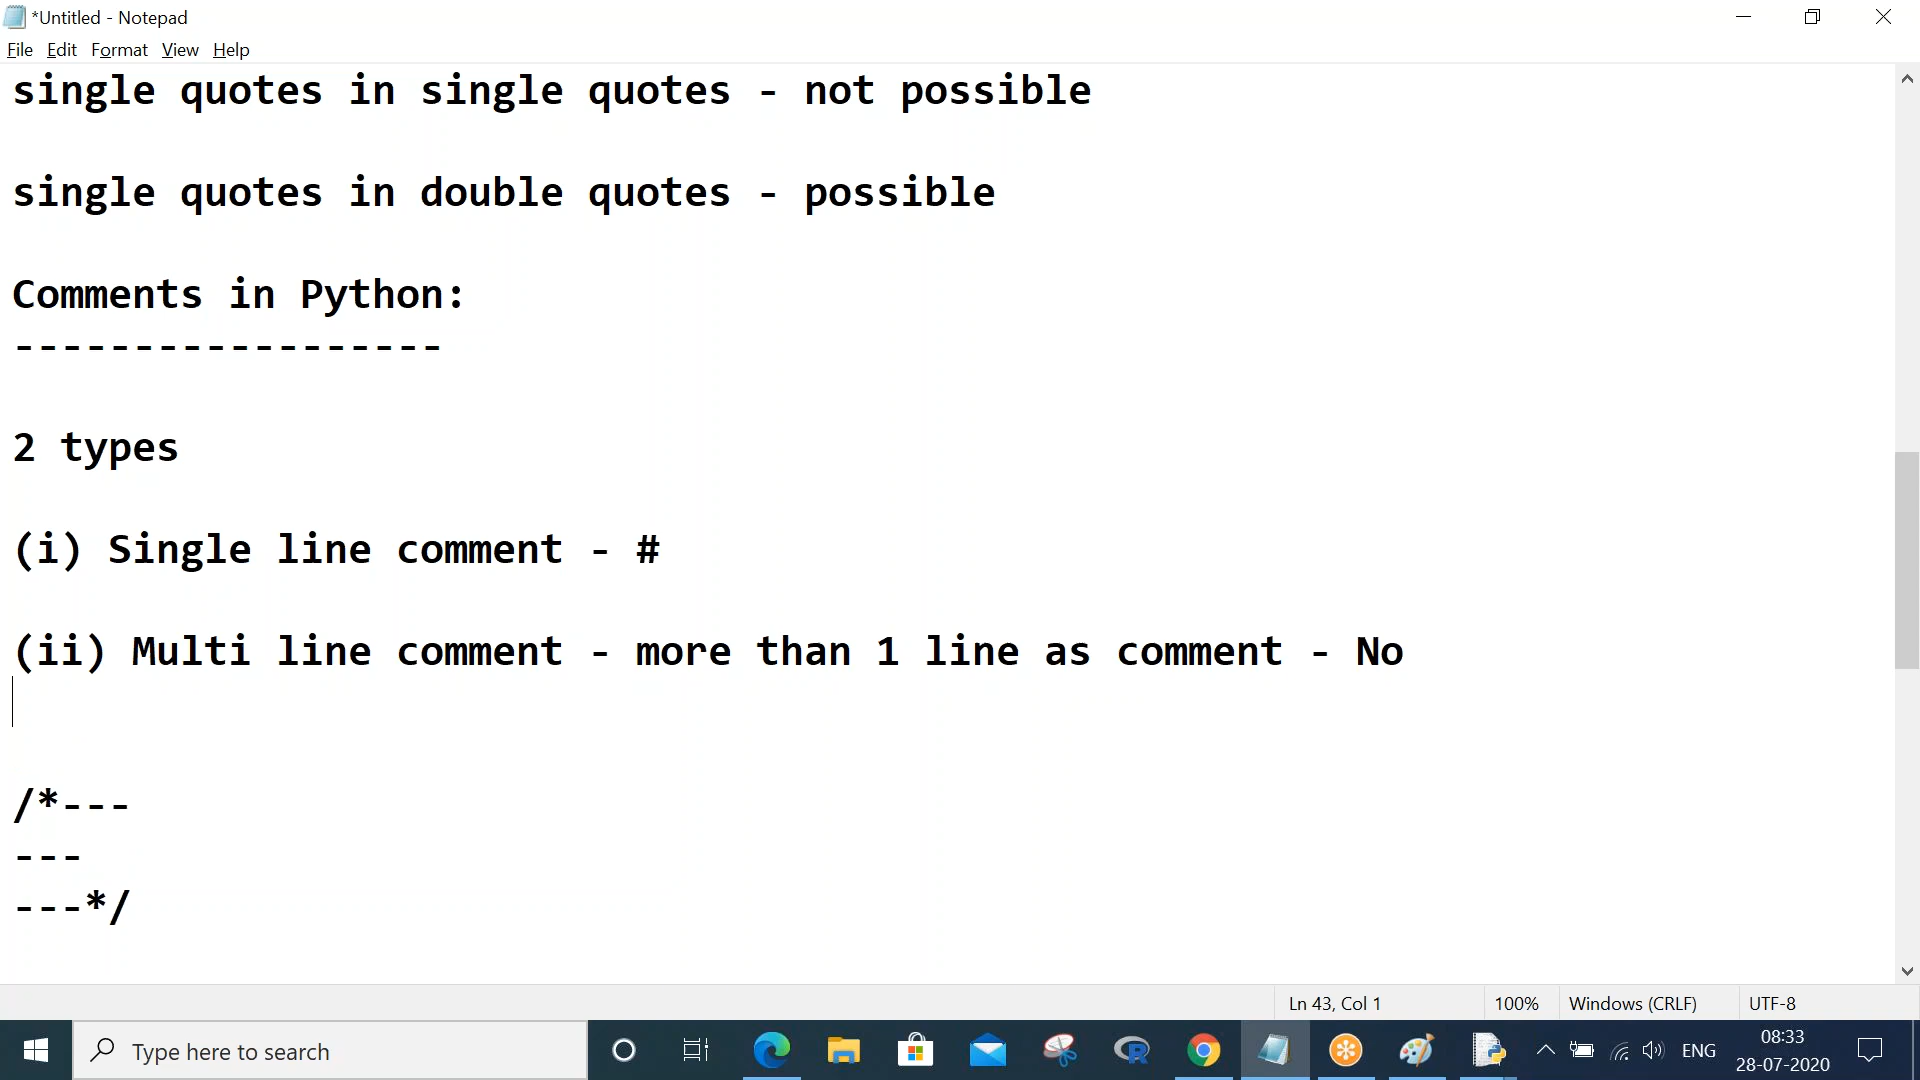 *Untitled - Notepad
File Edit Format View Help
single quotes in single quotes - not possible
single quotes in double quotes - possible
Comments in Python:
------------------
2 types
(i) Single line comment - #
(ii) Multi line comment - more than 1 line as comment - No
/*---
---
---*/
Ln 43, Col 1
100%
Windows (CRLF)
UTF-8
Type here to search
ENG
08:33
28-07-2020